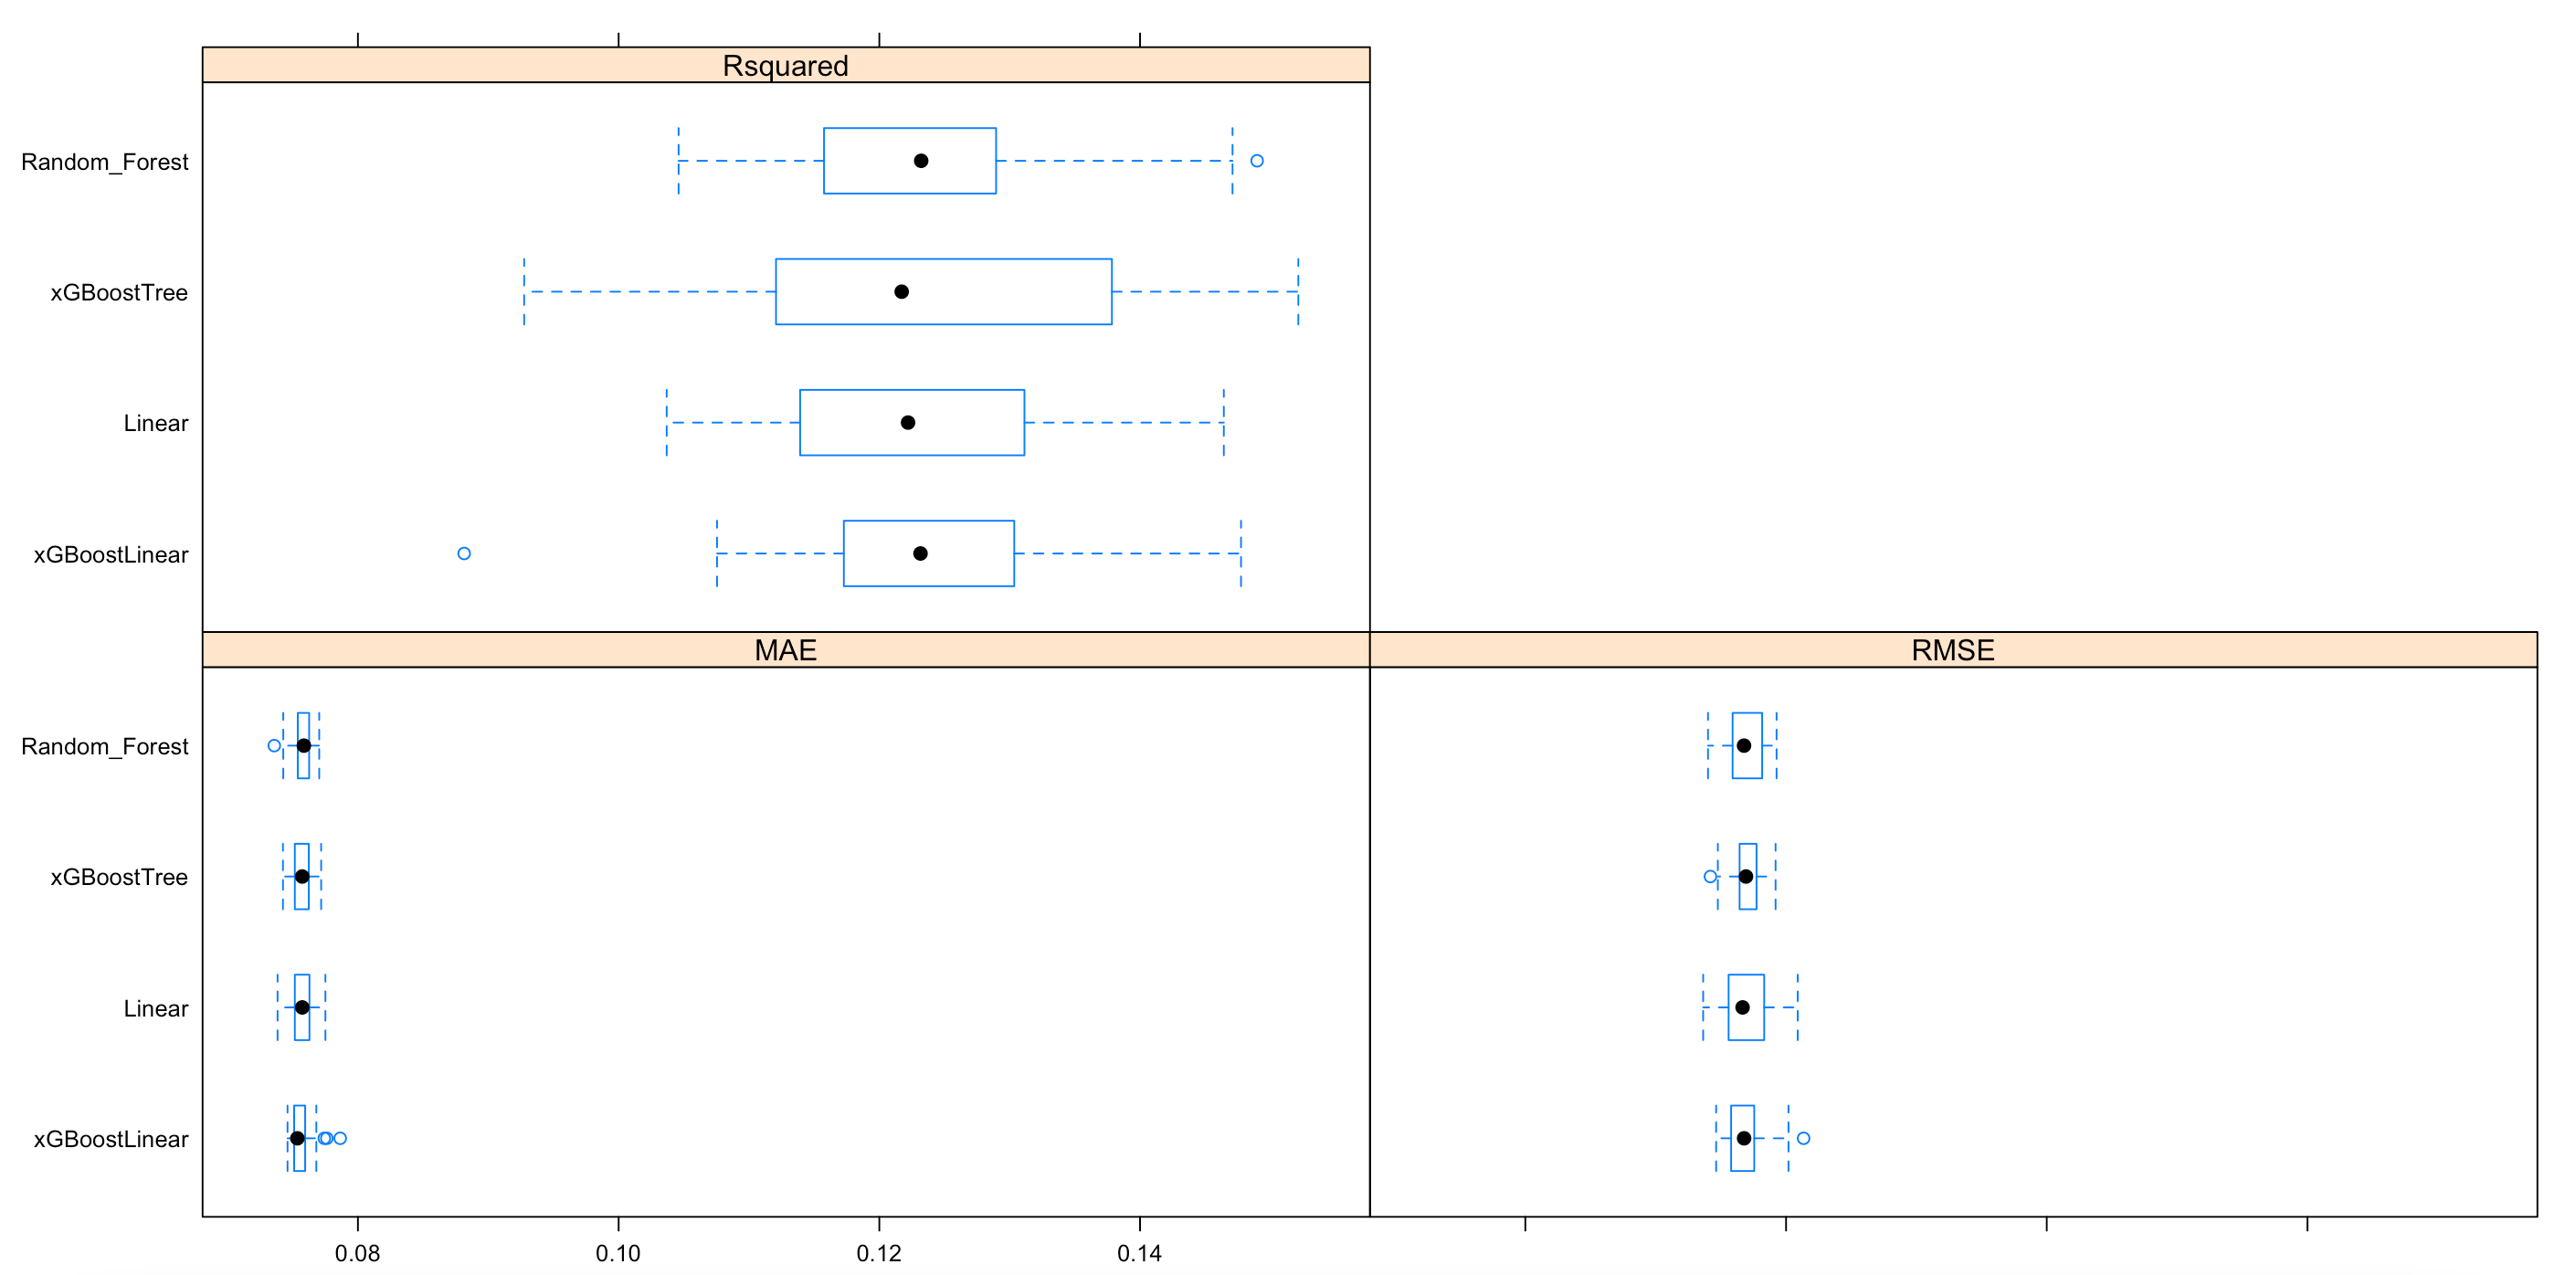 Rsquared
Random_Forest
xGBoostTree
Linear
xGBoostLinear
MAE
RMSE
Random_Forest
xGBoostTree
Linear
xGBoostLinear
0.08 0.10 0.12 0.14